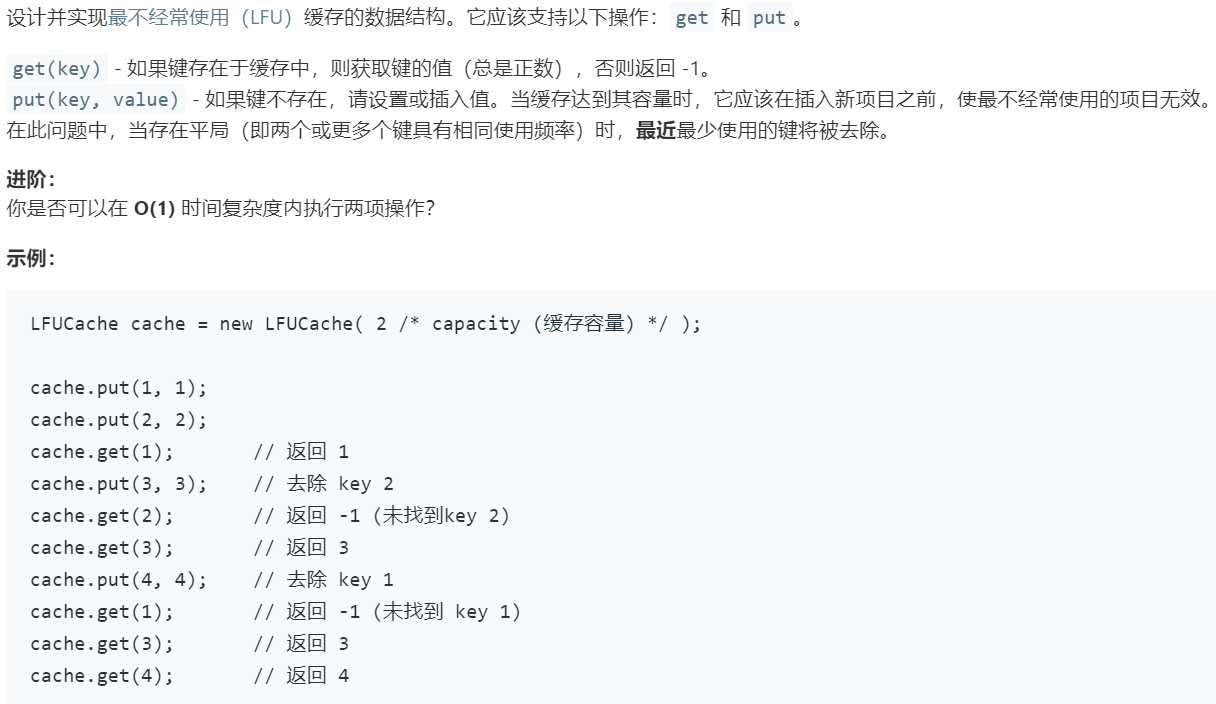 设计并实现最不经常使用（LFU）缓存的数据结构。它应该支持以下操作：get 和 put 。
get(key) - 如果键存在于缓存中，则获取键的值（总是正数），否则返回 -1。
put(key, value) - 如果键不存在，请设置或插入值。当缓存达到其容量时，它应该在插入新项目之前，使最不经常使用的项目无效。
在此问题中，当存在平局（即两个或更多个键具有相同使用频率）时，最近最少使用的键将被去除。
进阶：
你是否可以在 O(1) 时间复杂度内执行两项操作？
示例：
LFUCache cache = new LFUCache( 2 /* capacity (缓存容量) */ );
cache.put(1, 1);
cache.put(2, 2);
cache.get(1);       // 返回 1
cache.put(3, 3);    // 去除 key 2
cache.get(2);       // 返回 -1 (未找到key 2)
cache.get(3);       // 返回 3
cache.put(4, 4);    // 去除 key 1
cache.get(1);       // 返回 -1 (未找到 key 1)
cache.get(3);       // 返回 3
cache.get(4);       // 返回 4